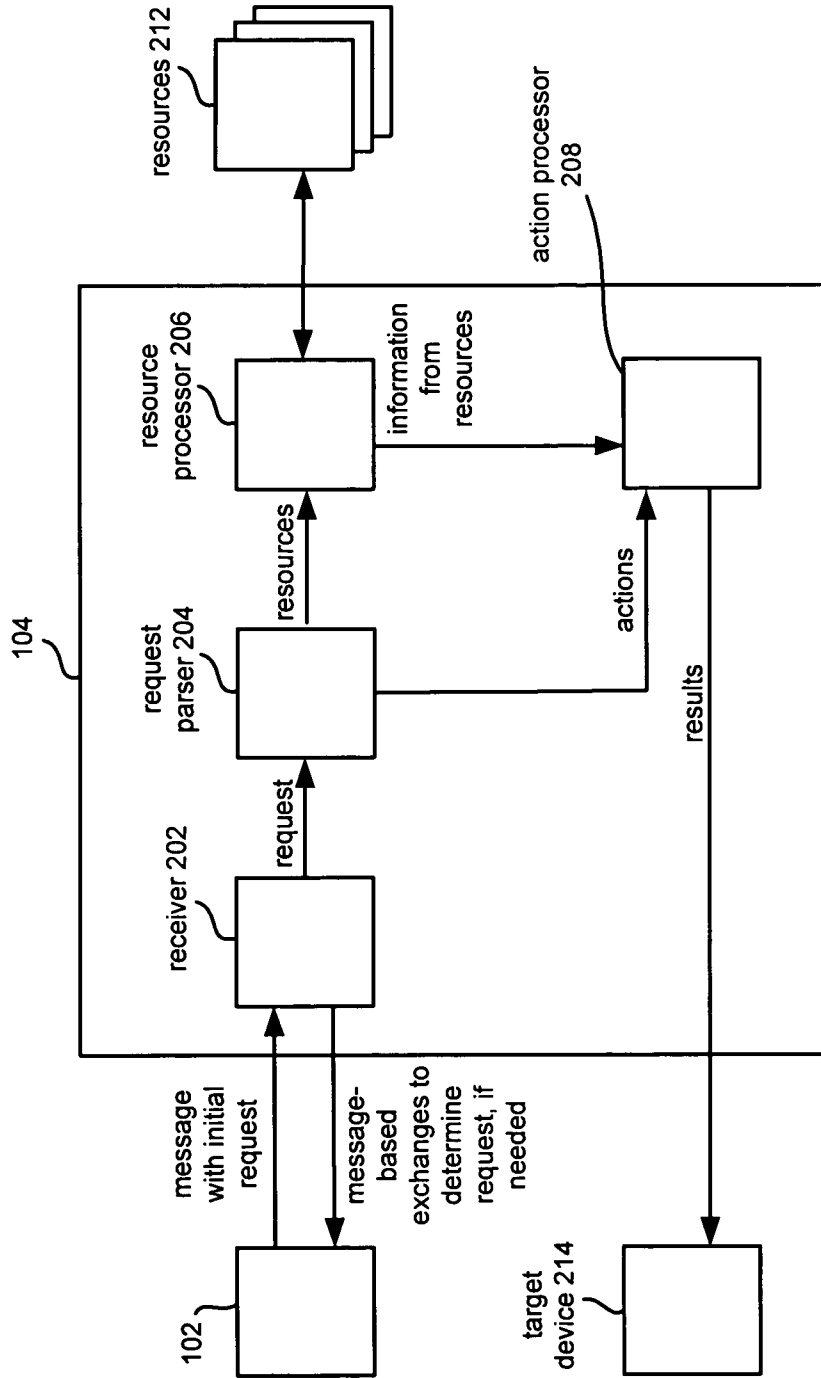 104
102
message
with initial
request
message-
based
exchanges to
determine
request, if
needed
receiver 202
request
request
parser 204
resources
resource
processor 206
resources 212
information
from
resources
actions
action processor
208
results
target
device 214